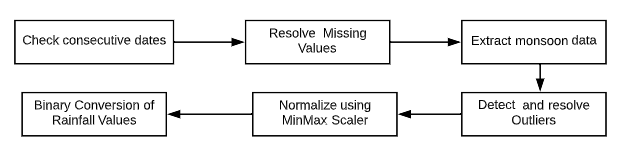 Check consecutive dates
Resolve Missing
Values
Extract monsoon data
Detect and resolve
Outliers
Normalize using
MinMax Scaler
Binary Conversion of
Rainfall Values